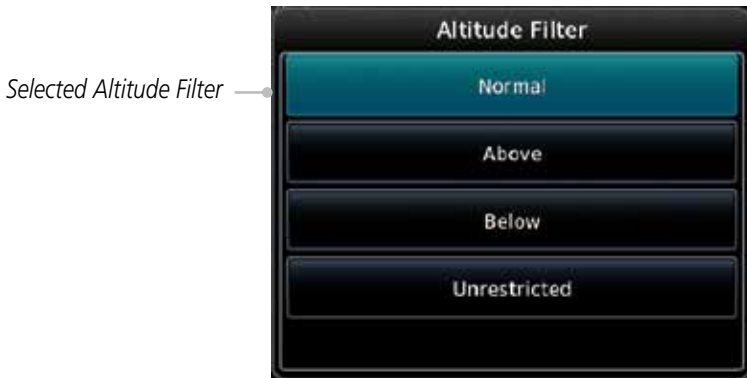 Altitude Filter
Selected Altitude Filter
Normal
Above
Below
Unrestricted